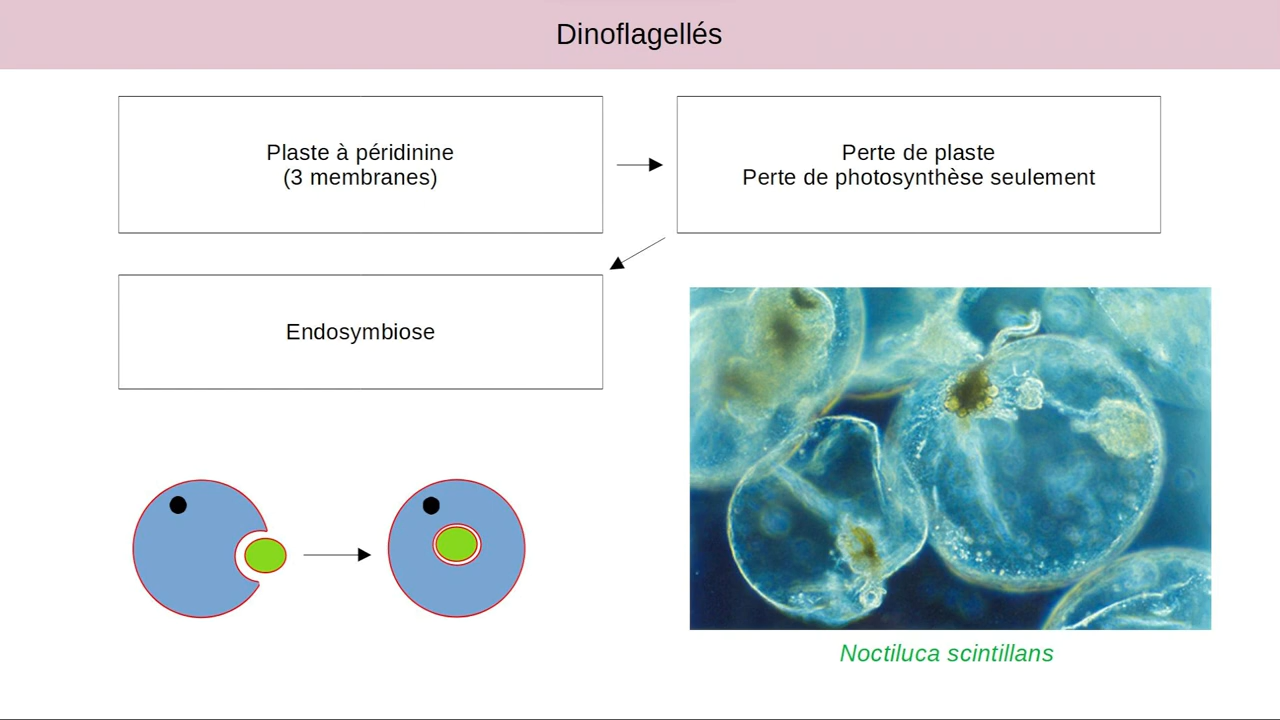 Dinoflagellés
Plaste à péridinine
(3 membranes)
Perte de plaste
Perte de photosynthèse seulement
Endosymbiose
Noctiluca scintillans